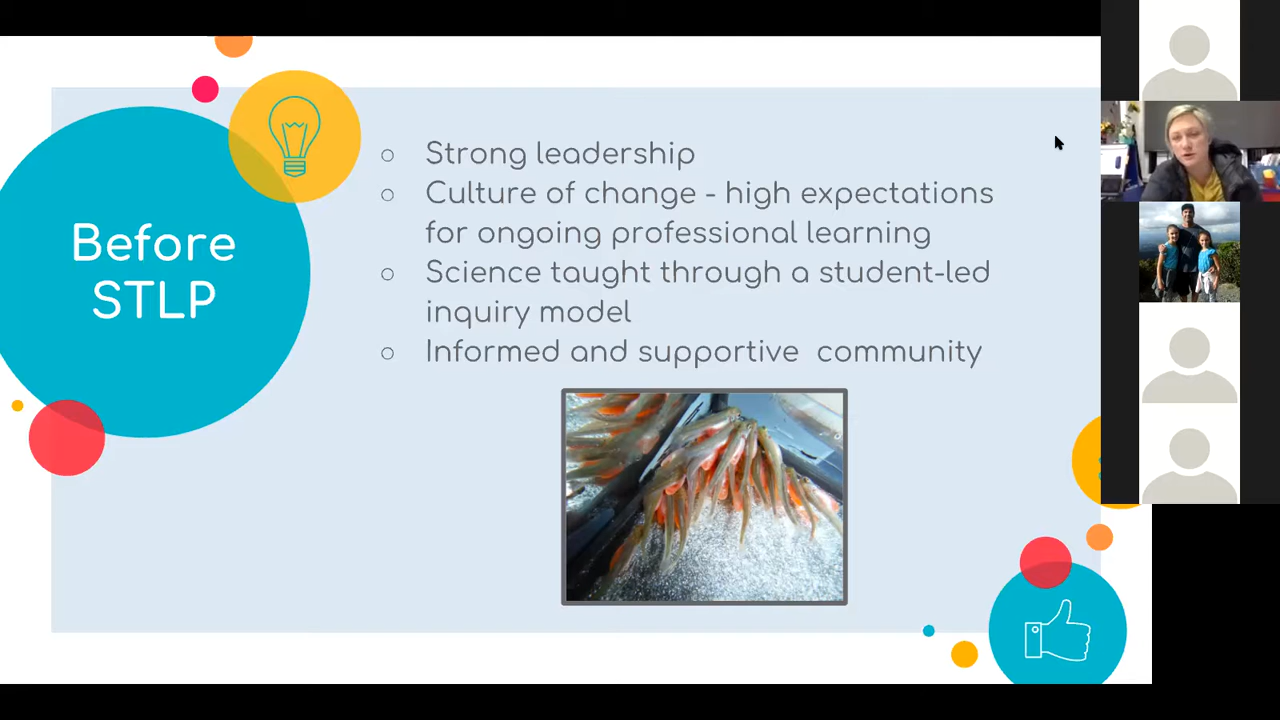 Before
STLP
○ Strong leadership
○ Culture of change - high expectations
for ongoing professional learning
○ Science taught through a student-led
inquiry model
○ Informed and supportive  community